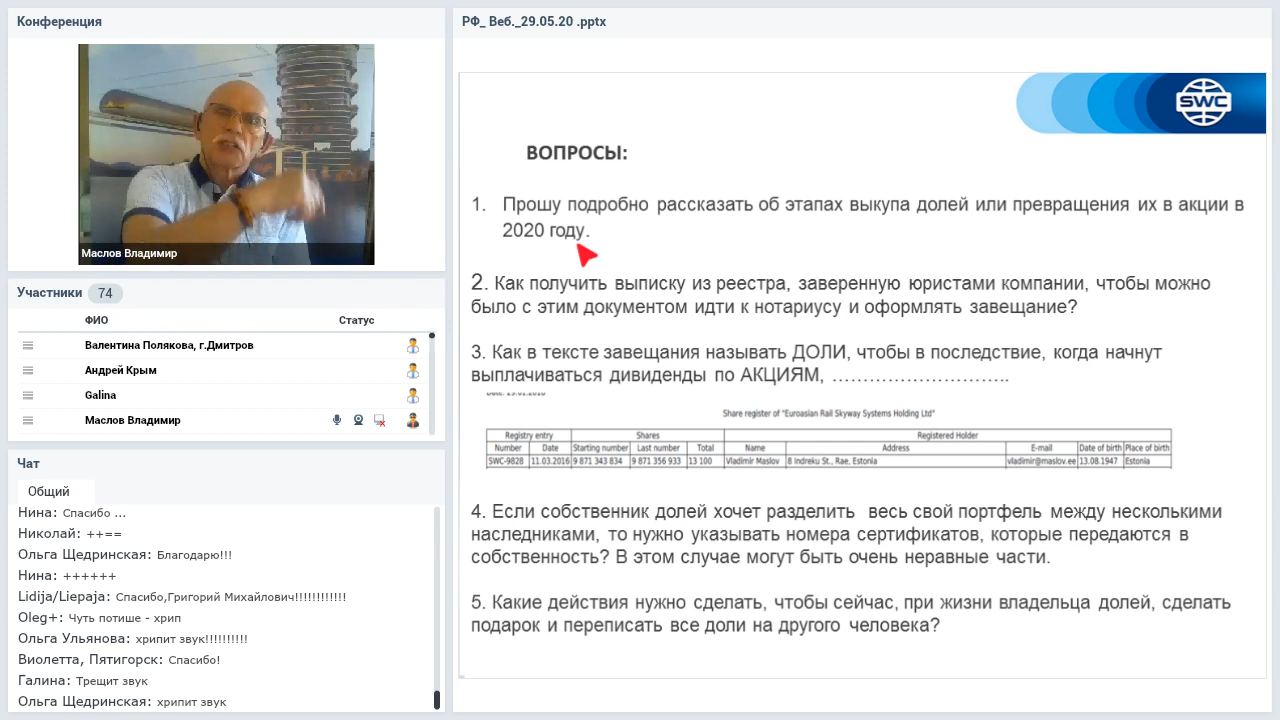 Конференция
Маслов Владимир
Участники 74
ФИО Статус
Валентина Полякова, г.Дмитров
Андрей Крым
Galina
Маслов Владимир
Чат
Общий
Нина: Спасибо ...
Николай: ++==
Ольга Щедринская: Благодарю!!!
Нина: ++++++
Lidija/Liepaja: Спасибо,Григорий Михайлович!!!!!!!!!!!!
Oleg+: Чуть потише - хрип
Ольга Ульянова: хрипит звук!!!!!!!!!!
Виолетта, Пятигорск: Спасибо!
Галина: Трещит звук
Ольга Щедринская: хрипит звук
РФ_ Веб._29.05.20 .pptx
SWC
ВОПРОСЫ:
1. Прошу подробно рассказать об этапах выкупа долей или превращения их в акции в
2020 году.
2. Как получить выписку из реестра, заверенную юристами компании, чтобы можно
было с этим документом идти к нотариусу и оформлять завещание?
3. Как в тексте завещания называть ДОЛИ, чтобы в последствие, когда начнут
выплачиваться дивиденды по АКЦИЯМ, ………………………..
Share register of "Euroasian Rail Skyway Systems Holding Ltd"
Registry entry Shares Registered Holder
Number Date Starting number Last number Total Name Address E-mail Date of birth Place of birth
SWC-9828 11.03.2016 9 871 343 834 9 871 356 933 13 100 Vladimir Maslov 8 Indreku St., Rae, Estonia vladimir@maslov.ee 13.08.1947 Estonia
4. Если собственник долей хочет разделить весь свой портфель между несколькими
наследниками, то нужно указывать номера сертификатов, которые передаются в
собственность? В этом случае могут быть очень неравные части.
5. Какие действия нужно сделать, чтобы сейчас, при жизни владельца долей, сделать
подарок и переписать все доли на другого человека?